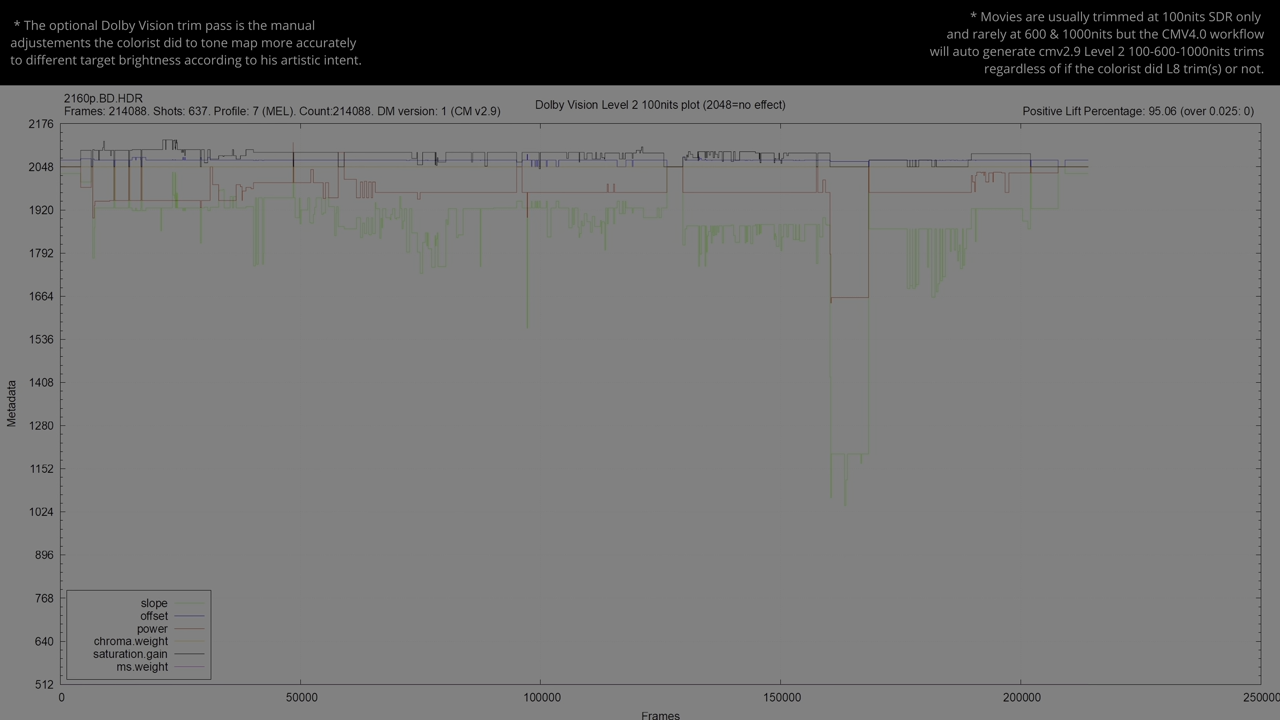 * The optional Dolby Vision trim pass is the manual
adjustements the colorist did to tone map more accurately
to different target brightness according to his artistic intent.
* Movies are usually trimmed at 100nits SDR only
and rarely at 600 & 1000nits but the CMV4.0 workflow
will auto generate cmv2.9 Level 2 100-600-1000nits trims
regardless of if the colorist did L8 trim(s) or not.
2160p.BD.HDR
Frames: 214088. Shots: 637. Profile: 7 (MEL). Count:214088. DM version: 1 (CM v2.9)
Dolby Vision Level 2 100nits plot (2048=no effect)
Positive Lift Percentage: 95.06 (over 0.025: 0)
2176
2048
1920
1792
1664
1536
1408
1280
1152
1024
896
768
640
512
Metadata
slope
offset
power
chroma.weight
saturation.gain
ms.weight
0 50000 100000 150000 200000 250000
Frames